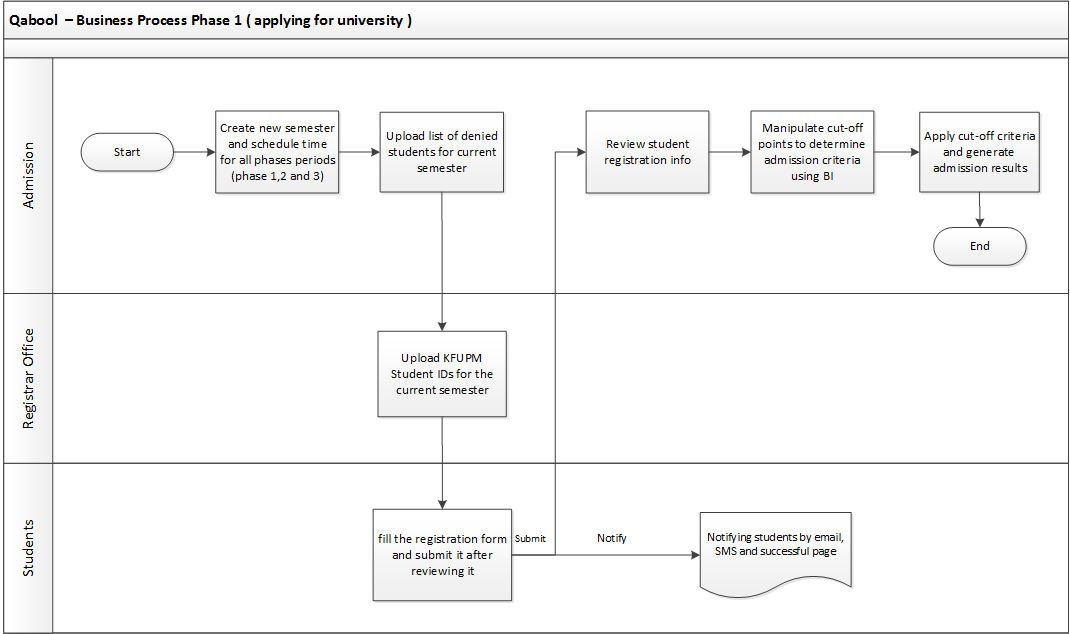 Qabool – Business Process Phase 1 ( applying for university )
Admission
Start
Create new semester
and schedule time
for all phases periods
(phase 1,2 and 3)
Upload list of denied
students for current
semester
Review student
registration info
Manipulate cut-off
points to determine
admission criteria
using BI
Apply cut-off criteria
and generate
admission results
End
Registrar Office
Upload KFUPM
Student IDs for the
current semester
Students
fill the registration form
and submit it after
reviewing it
Submit
Notify
Notifying students by email,
SMS and successful page